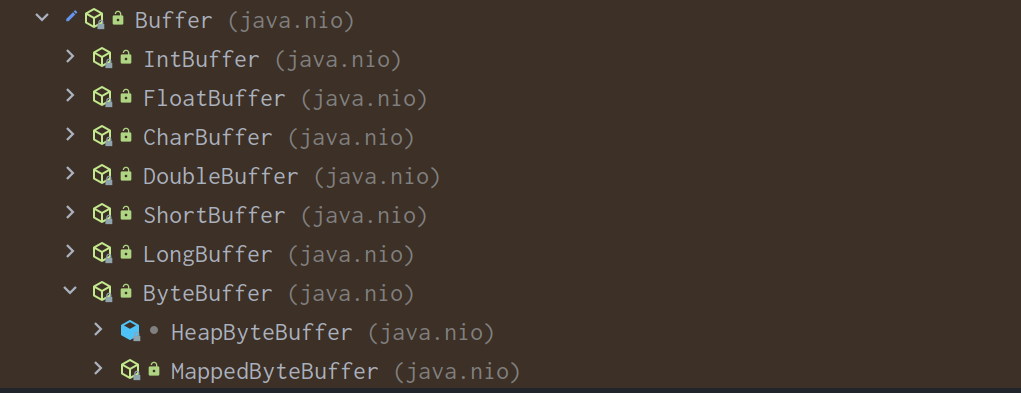 Buffer (java.nio)
IntBuffer (java.nio)
FloatBuffer (java.nio)
CharBuffer (java.nio)
DoubleBuffer (java.nio)
ShortBuffer (java.nio)
LongBuffer (java.nio)
ByteBuffer (java.nio)
HeapByteBuffer (java.nio)
MappedByteBuffer (java.nio)